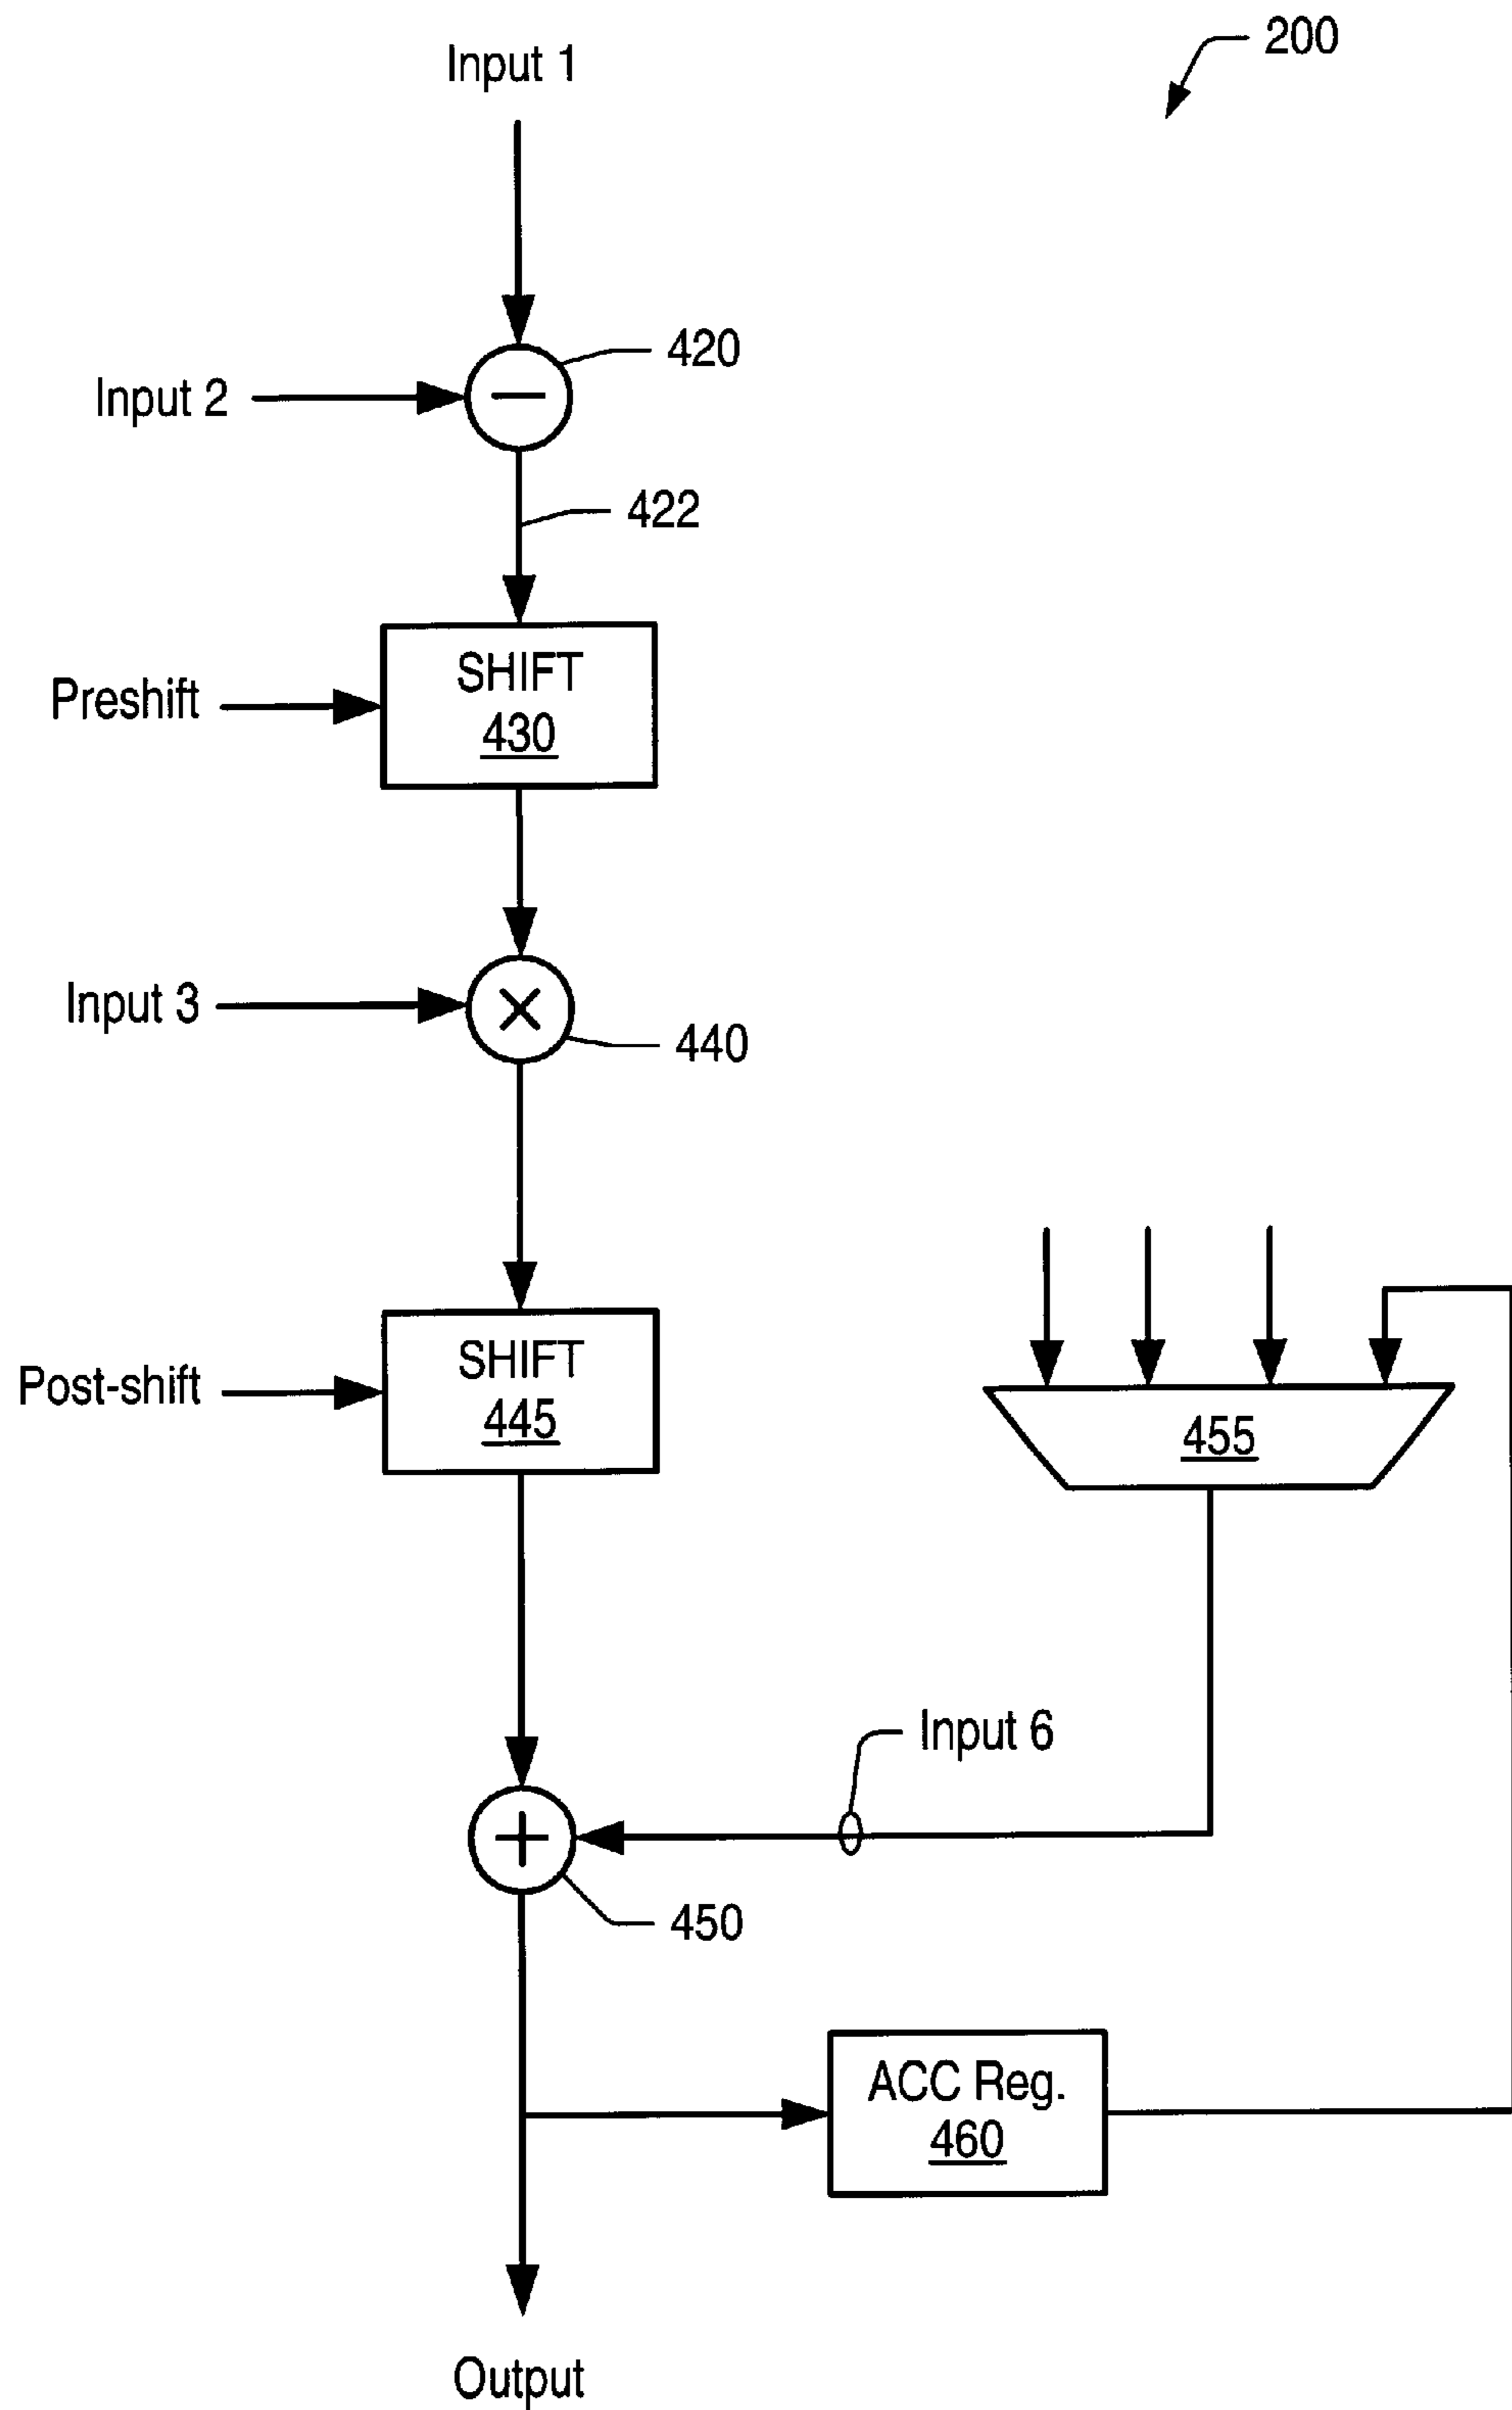 200
Input 1
420
Input 2
422
SHIFT
430
Preshift
Input 3
440
SHIFT
445
Post-shift
455
Input 6
450
ACC Reg.
460
Output